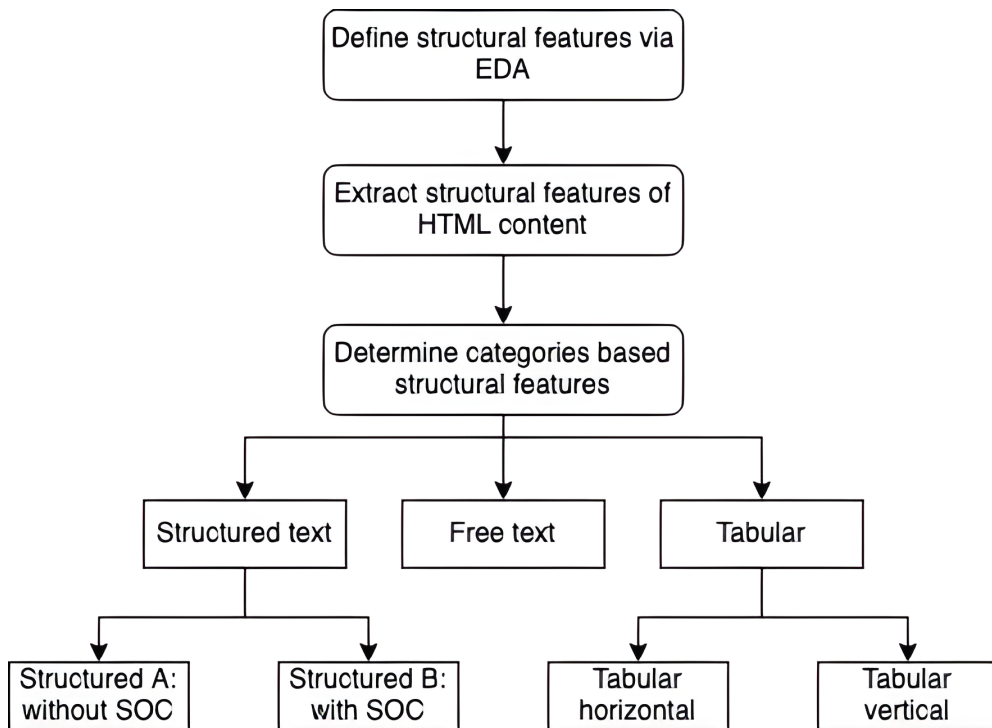 Define structural features via
EDA
Extract structural features of
HTML content
Determine categories based
structural features
Structured text
Free text
Tabular
Structured A:
without SOC
Structured B:
with SOC
Tabular
horizontal
Tabular
vertical